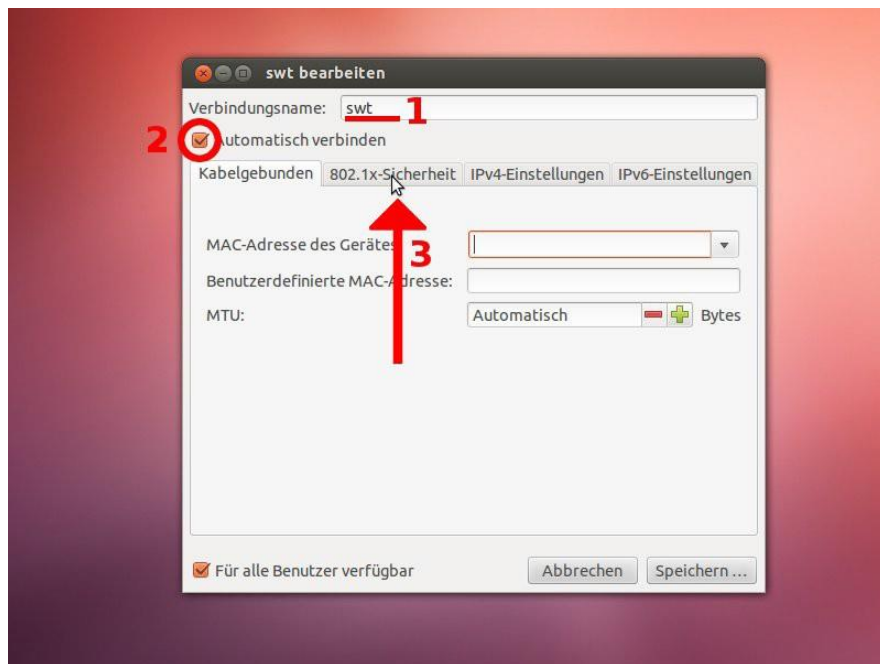 swt bearbeiten
Verbindungsname: swt 1
2 Automatisch verbinden
Kabelgebunden 802.1x-Sicherheit IPv4-Einstellungen IPv6-Einstellungen
MAC-Adresse des Gerätes 3
Benutzerdefinierte MAC-Adresse:
MTU: Automatisch Bytes
Für alle Benutzer verfügbar Abbrechen Speichern ...